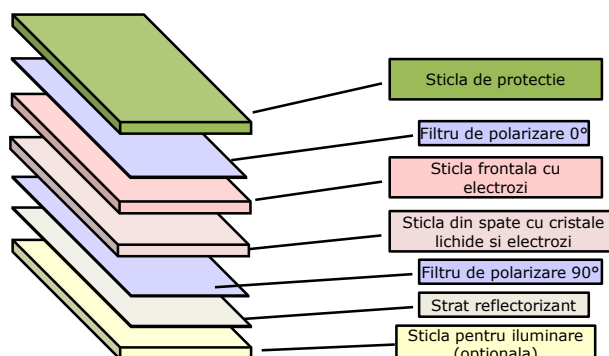 Sticla de protectie
Filtru de polarizare 0°
Sticla frontala cu
electrozi
Sticla din spate cu cristale
lichide si electrozi
Filtru de polarizare 90°
Strat reflectorizant
Sticla pentru iluminare
(optionala)